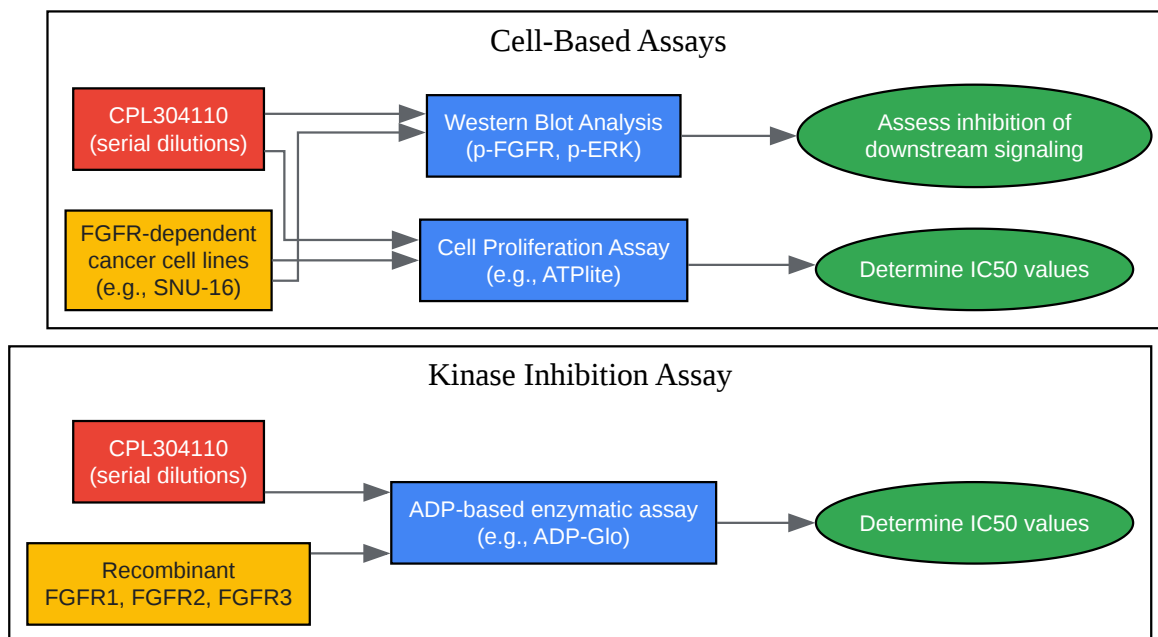 Cell-Based Assays
CPL304110
(serial dilutions)
Western Blot Analysis
(p-FGFR, p-ERK)
Assess inhibition of
downstream signaling
FGFR-dependent
cancer cell lines
(e.g., SNU-16)
Cell Proliferation Assay
(e.g., ATPlite)
Determine IC50 values
Kinase Inhibition Assay
CPL304110
(serial dilutions)
ADP-based enzymatic assay
(e.g., ADP-Glo)
Determine IC50 values
Recombinant
FGFR1, FGFR2, FGFR3